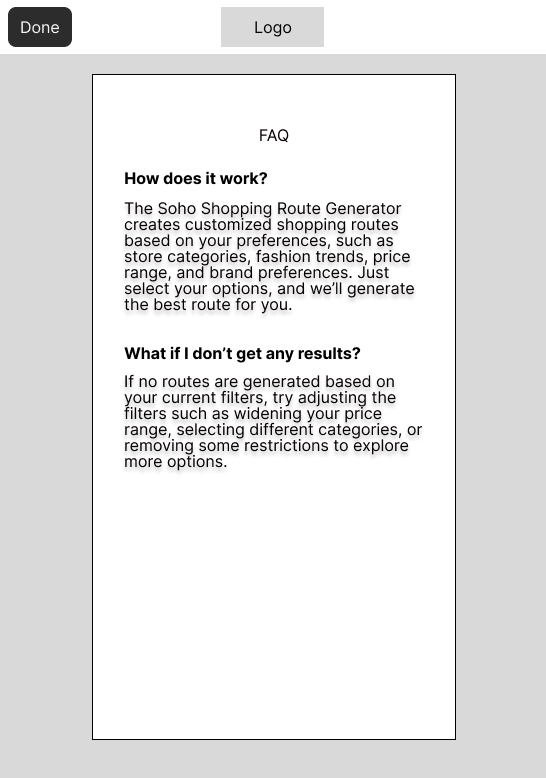 Done
Logo
FAQ
How does it work?
The Soho Shopping Route Generator
creates customized shopping routes
based on your preferences, such as
store categories, fashion trends, price
range, and brand preferences. Just
select your options, and we’ll generate
the best route for you.
What if I don’t get any results?
If no routes are generated based on
your current filters, try adjusting the
filters such as widening your price
range, selecting different categories, or
removing some restrictions to explore
more options.